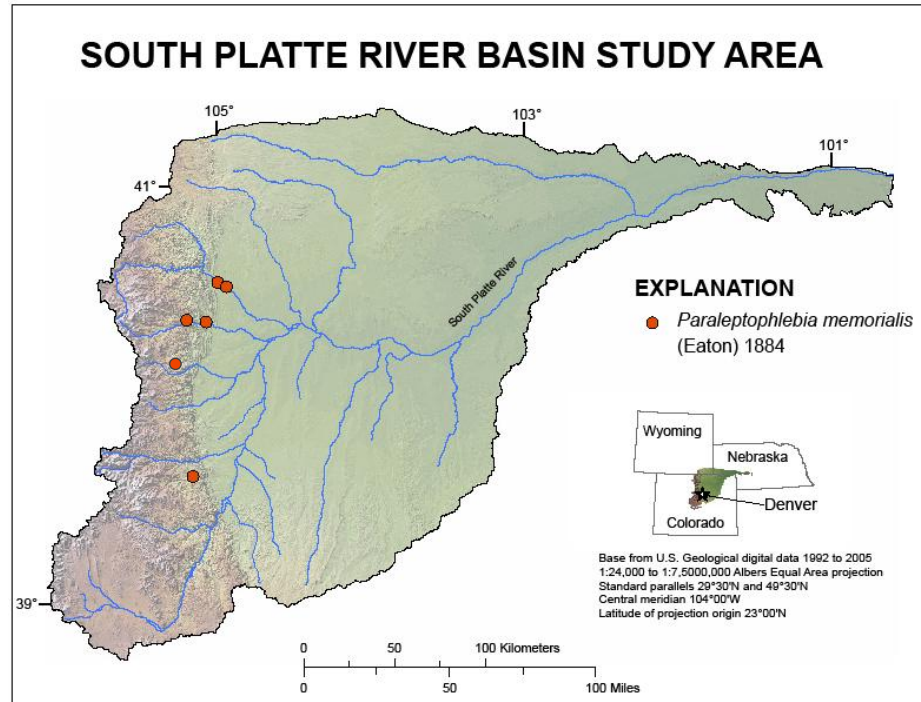 SOUTH PLATTE RIVER BASIN STUDY AREA
105°
103°
101°
41°
South Platte River
EXPLANATION
Paraleptophlebia memorialis
(Eaton) 1884
Wyoming
Nebraska
Denver
Colorado
39°
Base from U.S. Geological digital data 1992 to 2005
1:24,000 to 1:7,5000,000 Albers Equal Area projection
Standard parallels 29°30'N and 49°30'N
Central meridian 104°00'W
Latitude of projection origin 23°00'N
0 50 100 Kilometers
0 50 100 Miles